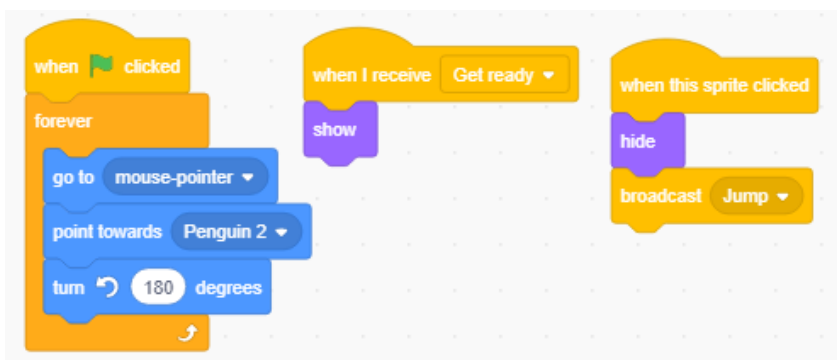 when clicked
forever
go to mouse-pointer
point towards Penguin 2
turn 180 degrees
when I receive Get ready
show
when this sprite clicked
hide
broadcast Jump